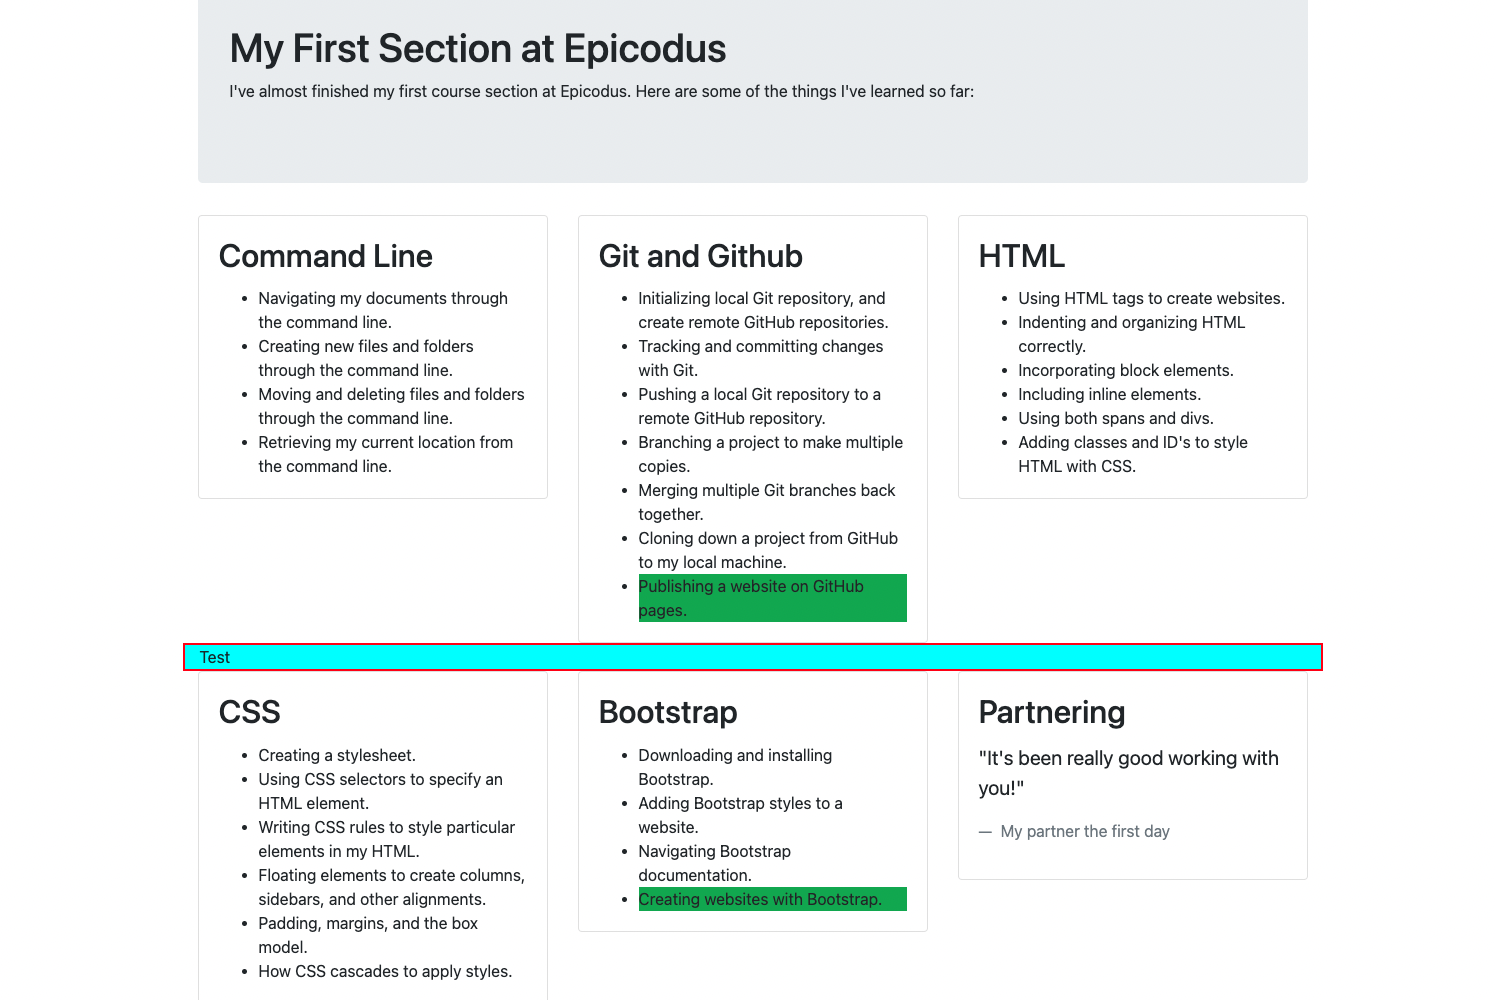 My First Section at Epicodus
I've almost finished my first course section at Epicodus. Here are some of the things I've learned so far:
Command Line
• Navigating my documents through
the command line.
• Creating new files and folders
through the command line.
• Moving and deleting files and folders
through the command line.
• Retrieving my current location from
the command line.
Git and Github
• Initializing local Git repository, and
create remote GitHub repositories.
• Tracking and committing changes
with Git.
• Pushing a local Git repository to a
remote GitHub repository.
• Branching a project to make multiple
copies.
• Merging multiple Git branches back
together.
• Cloning down a project from GitHub
to my local machine.
• Publishing a website on GitHub
pages.
HTML
• Using HTML tags to create websites.
• Indenting and organizing HTML
correctly.
• Incorporating block elements.
• Including inline elements.
• Using both spans and divs.
• Adding classes and ID's to style
HTML with CSS.
Test
CSS
• Creating a stylesheet.
• Using CSS selectors to specify an
HTML element.
• Writing CSS rules to style particular
elements in my HTML.
• Floating elements to create columns,
sidebars, and other alignments.
• Padding, margins, and the box
model.
• How CSS cascades to apply styles.
Bootstrap
• Downloading and installing
Bootstrap.
• Adding Bootstrap styles to a
website.
• Navigating Bootstrap
documentation.
• Creating websites with Bootstrap.
Partnering
"It's been really good working with
you!"
— My partner the first day